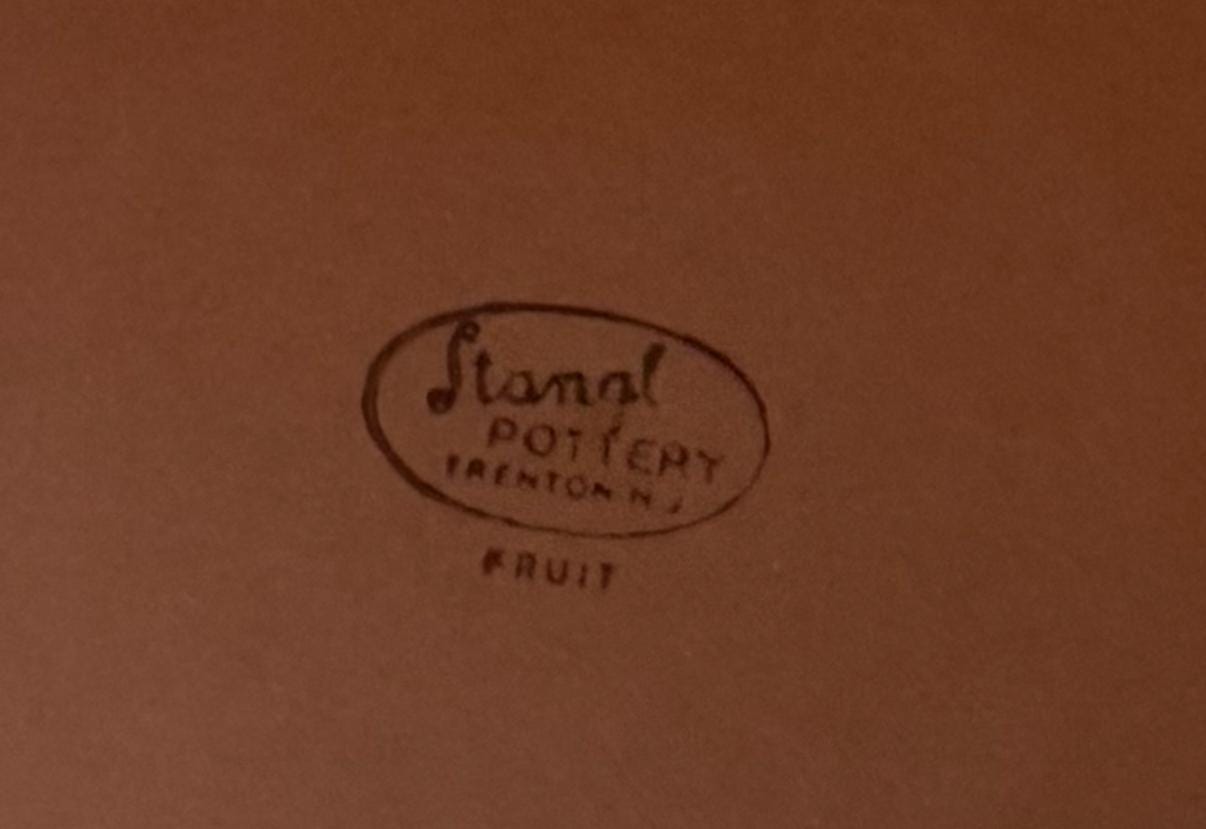 Stangl
POTTERY
TRENTON N J
FRUIT